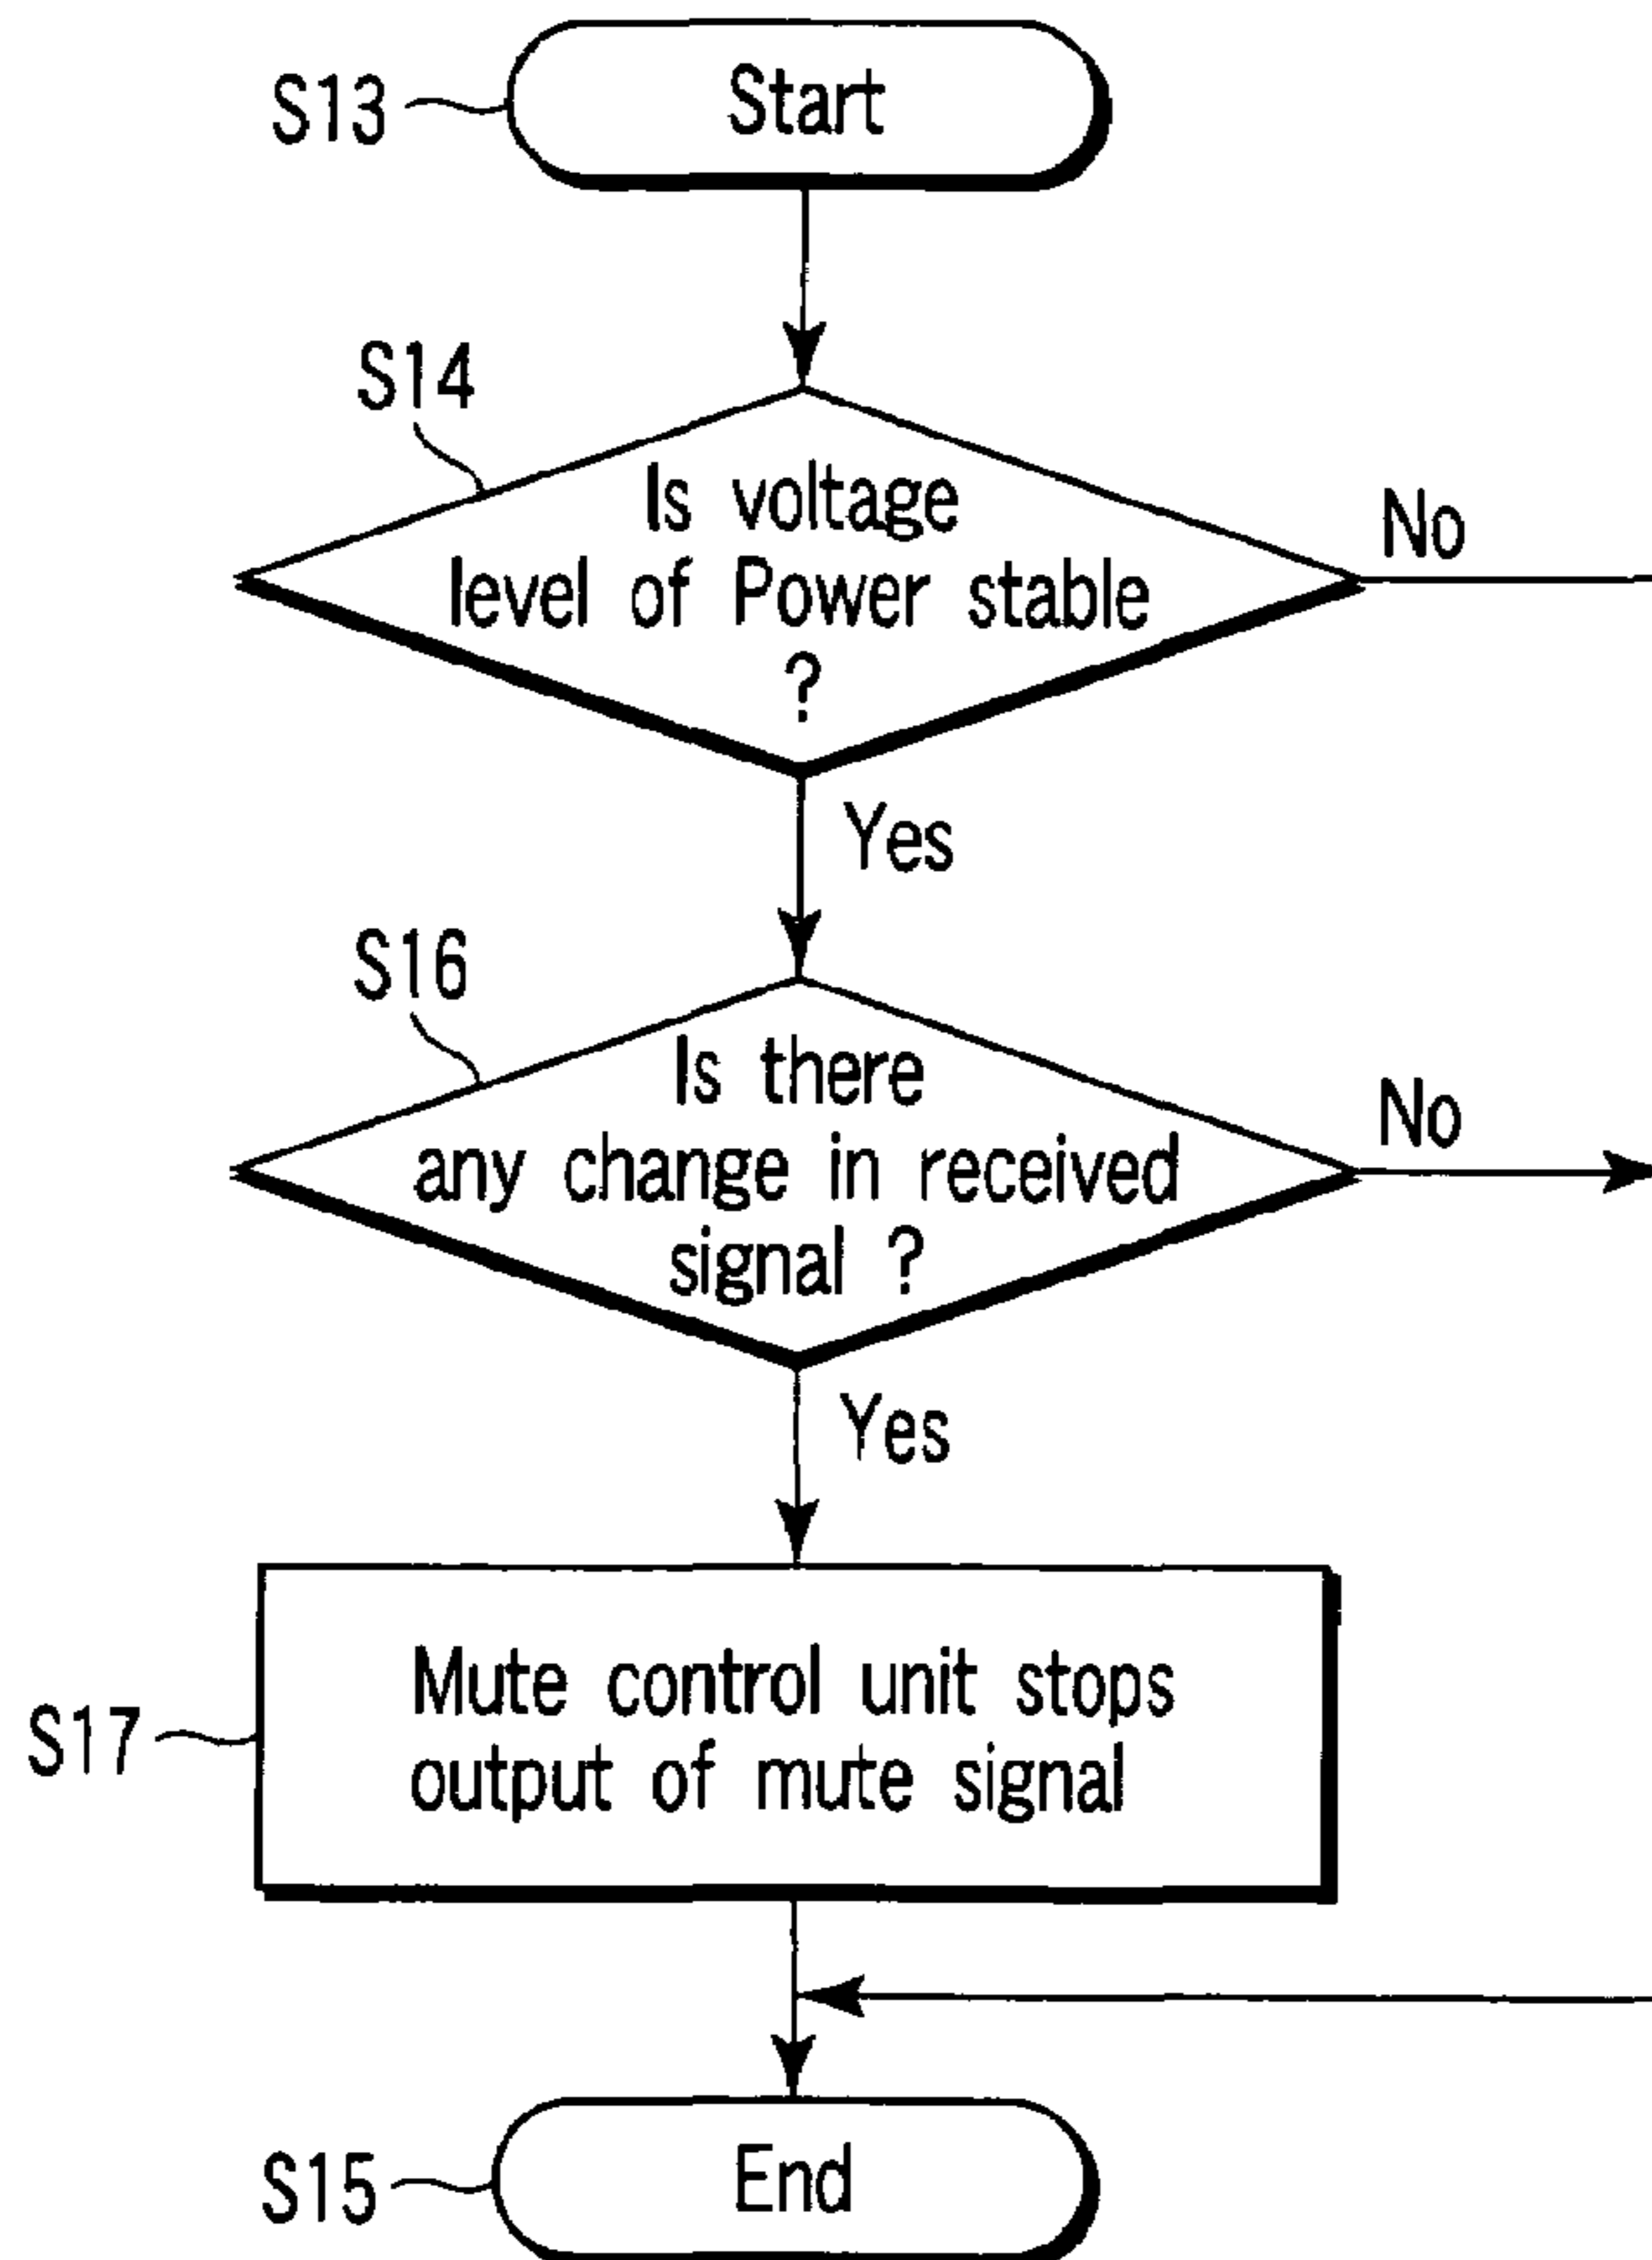 S13
Start
S14
Is voltage
level of Power stable
?
No
Yes
S16
Is there
any change in received
signal ?
No
Yes
S17
Mute control unit stops
output of mute signal
S15
End